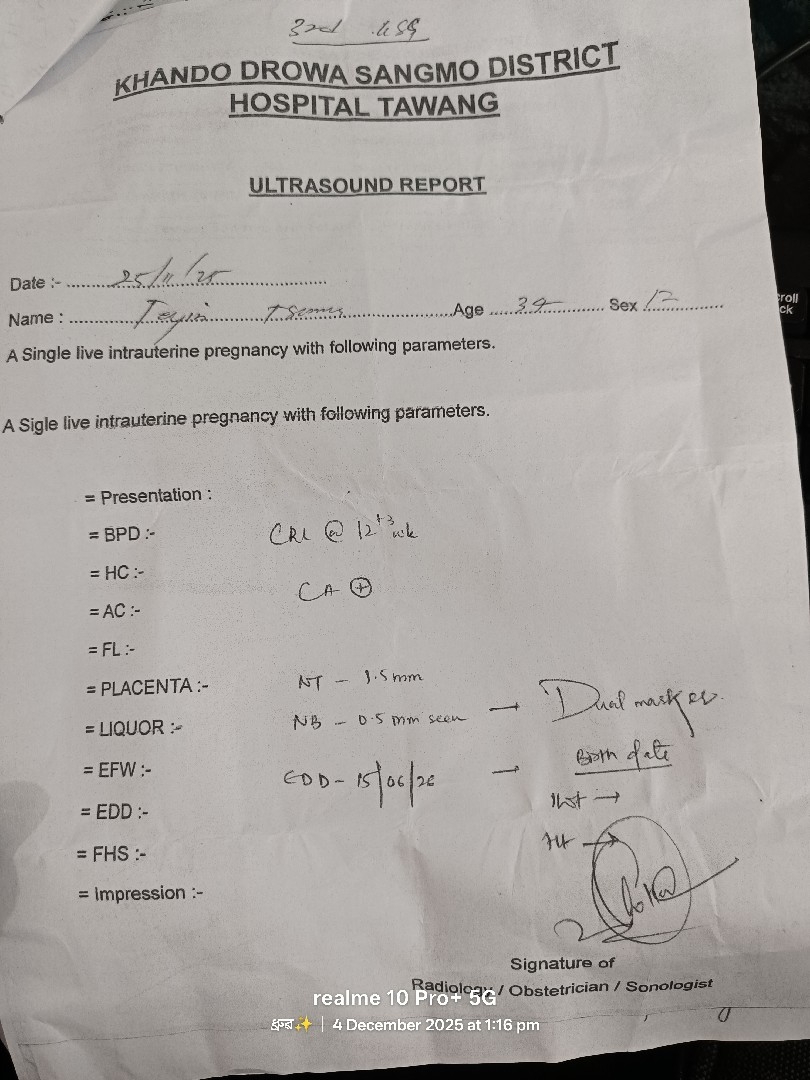 3rd USG
KHANDO DROWA SANGMO DISTRICT
HOSPITAL TAWANG
ULTRASOUND REPORT
Date :- 25/11/25
Name : Age Sex F
A Single live intrauterine pregnancy with following parameters.
A Sigle live intrauterine pregnancy with following parameters.
= Presentation :
= BPD :- CRL @ 12+3 wk
= HC :-
CA ⊕
= AC :-
= FL :-
= PLACENTA :- NT –
= LIQUOR :- NB – 0.5 mm seen → Dual marker
= EFW :- EDD – 15/06/26 → Birth date
= EDD :- Wt →
= FHS :- Ht →
= Impression :-
Signature of
Radiology / Obstetrician / Sonologist
realme 10 Pro+ 5G
4 December 2025 at 1:16 pm